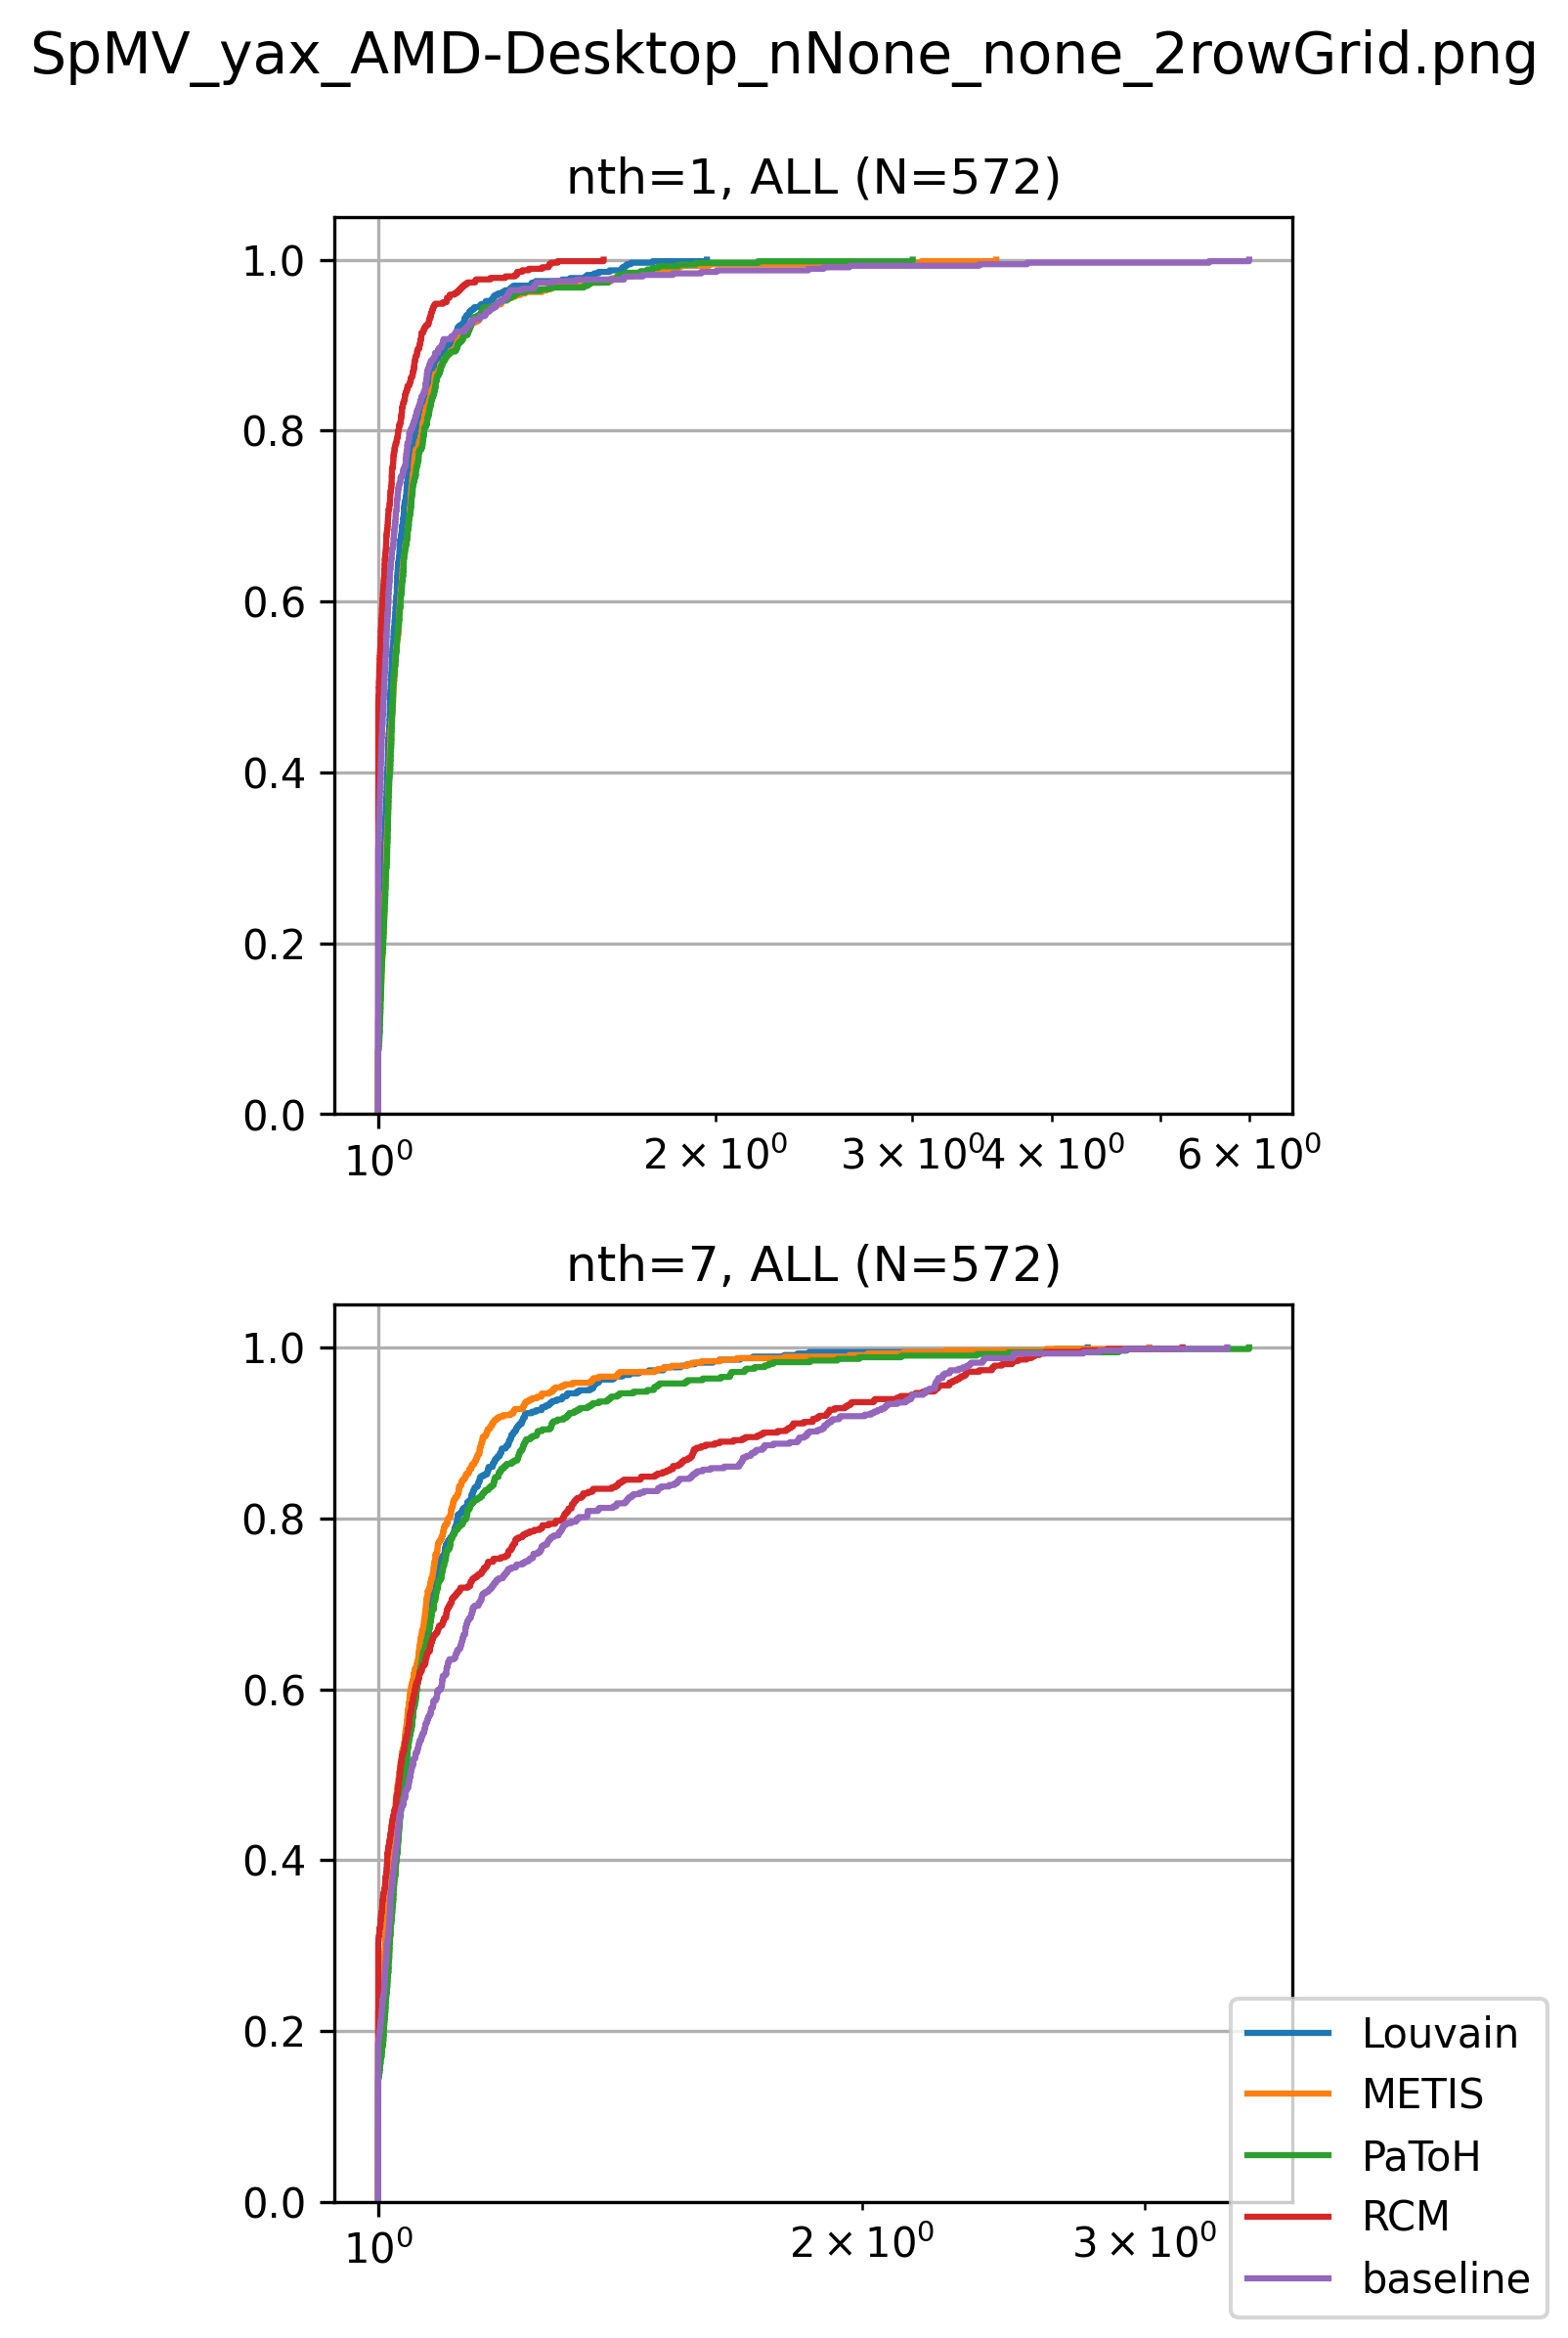 SpMV_yax_AMD-Desktop_nNone_none_2rowGrid.png
nth=1, ALL (N=572)
1.0
0.8
0.6
0.4
0.2
0.0
10⁰ 2×10⁰ 3×10⁰ 4×10⁰ 6×10⁰
nth=7, ALL (N=572)
1.0
0.8
0.6
0.4
0.2
0.0
10⁰ 2×10⁰ 3×10⁰
Louvain
METIS
PaToH
RCM
baseline